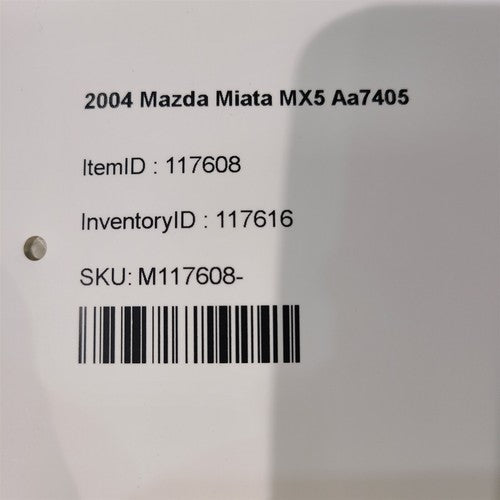 2004 Mazda Miata MX5 Aa7405
ItemID : 117608
InventoryID : 117616
SKU: M117608-